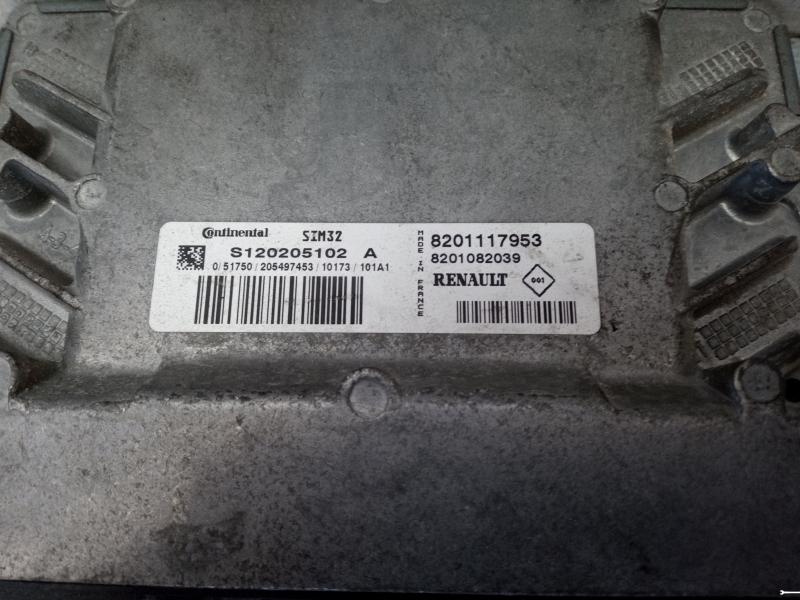 Continental SIM32
S120205102 A
0/51750/205497453/10173/101A1
MADE IN FRANCE
8201117953
8201082039
RENAULT 001